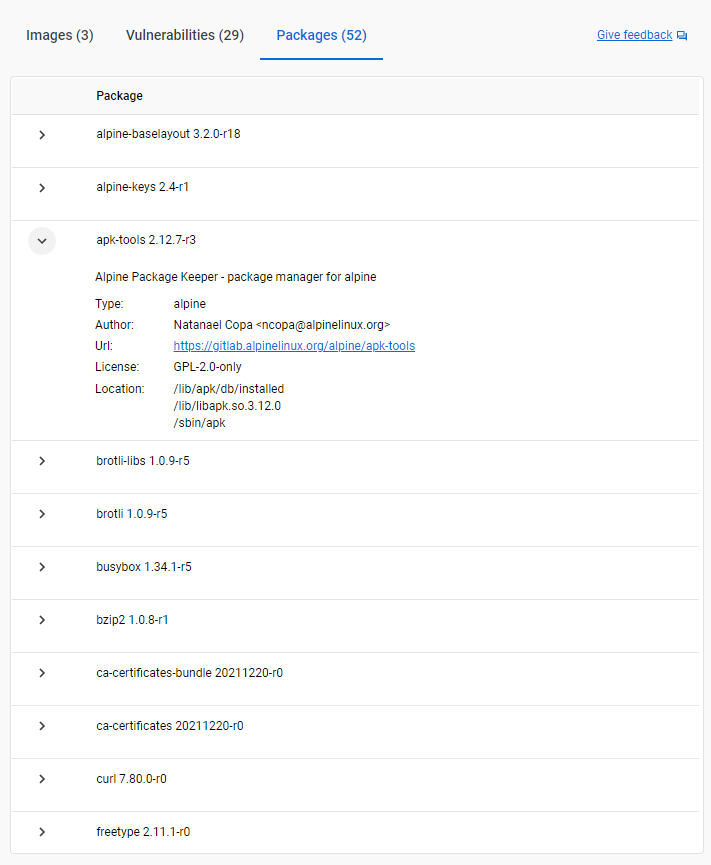 Images (3) Vulnerabilities (29) Packages (52) Give feedback
Package
alpine-baselayout 3.2.0-r18
alpine-keys 2.4-r1
apk-tools 2.12.7-r3
Alpine Package Keeper - package manager for alpine
Type: alpine
Author: Natanael Copa <ncopa@alpinelinux.org>
Url: https://gitlab.alpinelinux.org/alpine/apk-tools
License: GPL-2.0-only
Location: /lib/apk/db/installed
/lib/libapk.so.3.12.0
/sbin/apk
brotli-libs 1.0.9-r5
brotli 1.0.9-r5
busybox 1.34.1-r5
bzip2 1.0.8-r1
ca-certificates-bundle 20211220-r0
ca-certificates 20211220-r0
curl 7.80.0-r0
freetype 2.11.1-r0